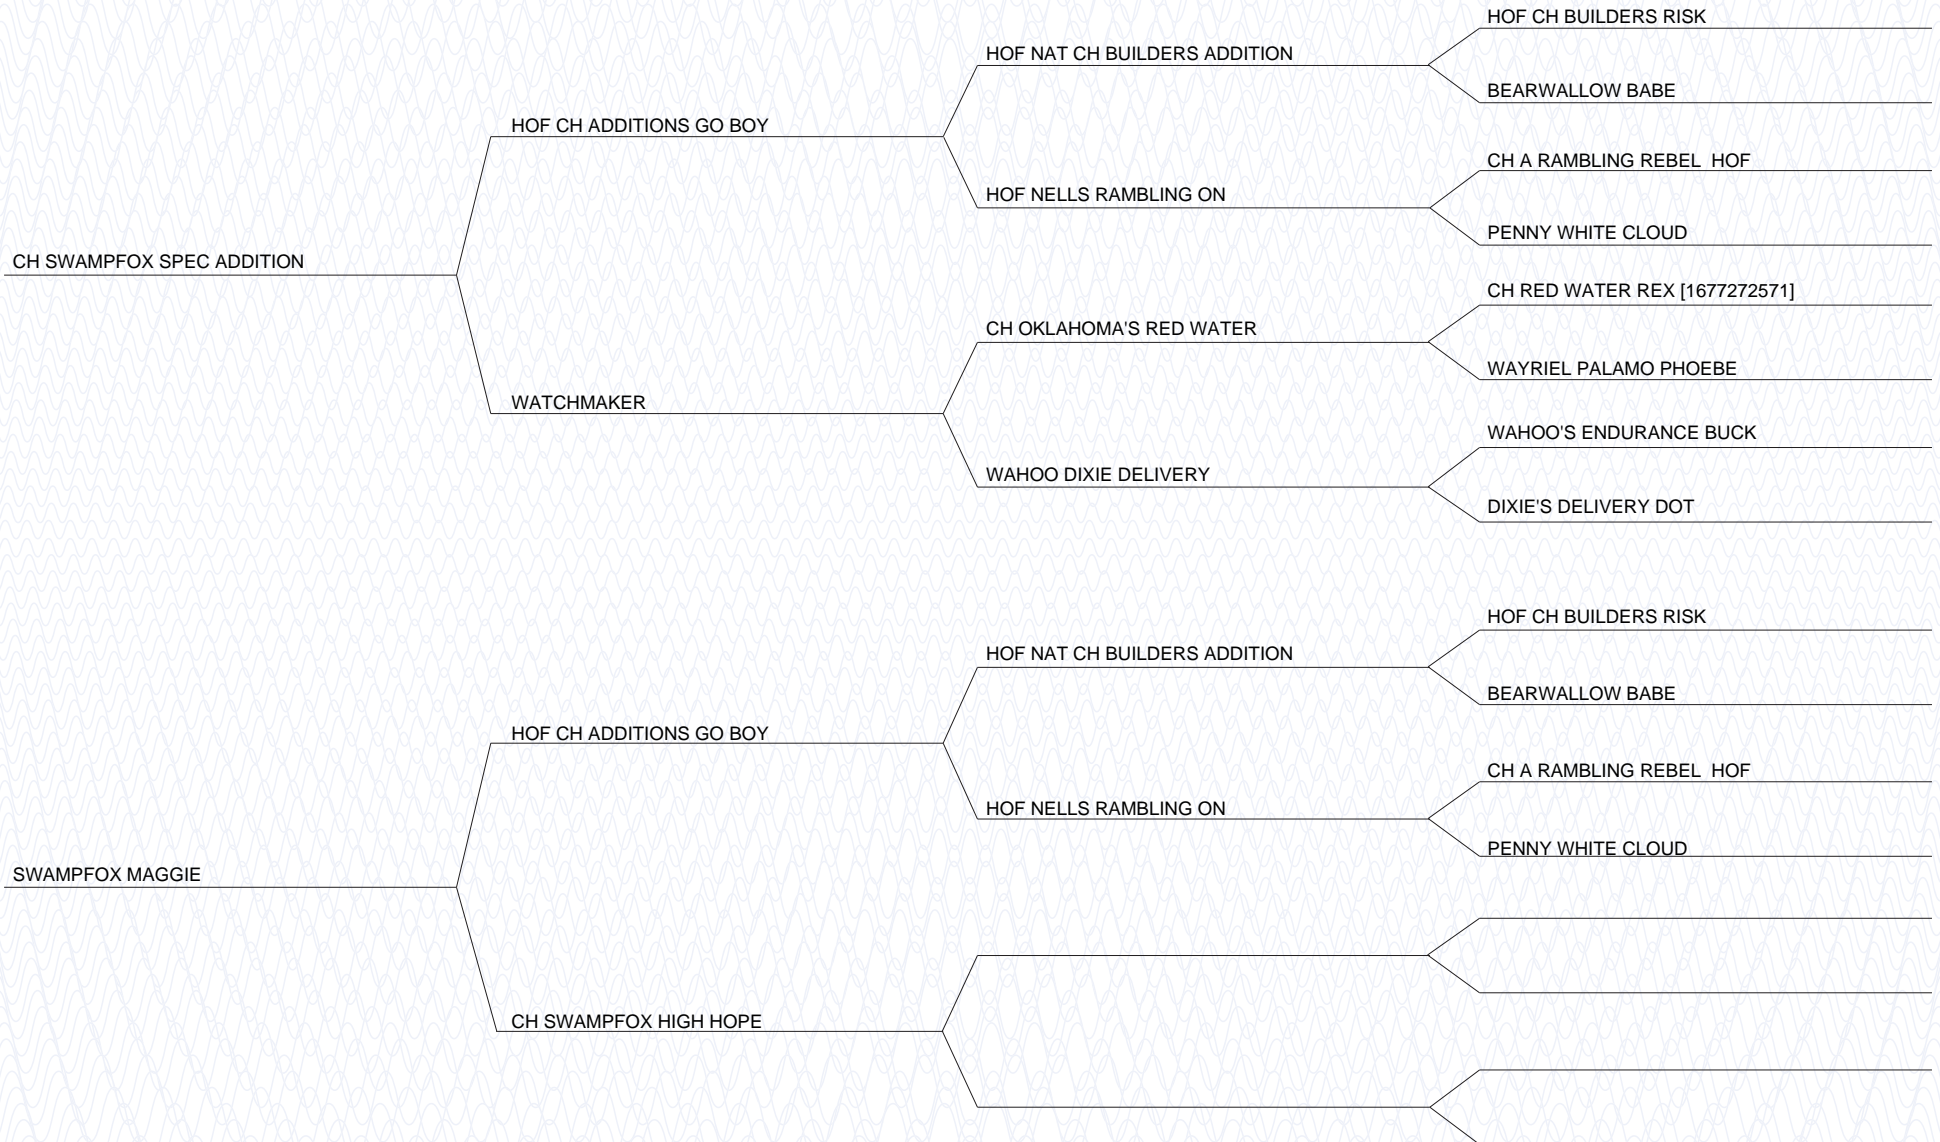 HOF CH BUILDERS RISK
HOF NAT CH BUILDERS ADDITION
BEARWALLOW BABE
HOF CH ADDITIONS GO BOY
CH A RAMBLING REBEL  HOF
HOF NELLS RAMBLING ON
PENNY WHITE CLOUD
CH SWAMPFOX SPEC ADDITION
CH RED WATER REX [1677272571]
CH OKLAHOMA'S RED WATER
WAYRIEL PALAMO PHOEBE
WATCHMAKER
WAHOO'S ENDURANCE BUCK
WAHOO DIXIE DELIVERY
DIXIE'S DELIVERY DOT
HOF CH BUILDERS RISK
HOF NAT CH BUILDERS ADDITION
BEARWALLOW BABE
HOF CH ADDITIONS GO BOY
CH A RAMBLING REBEL  HOF
HOF NELLS RAMBLING ON
PENNY WHITE CLOUD
SWAMPFOX MAGGIE
CH SWAMPFOX HIGH HOPE